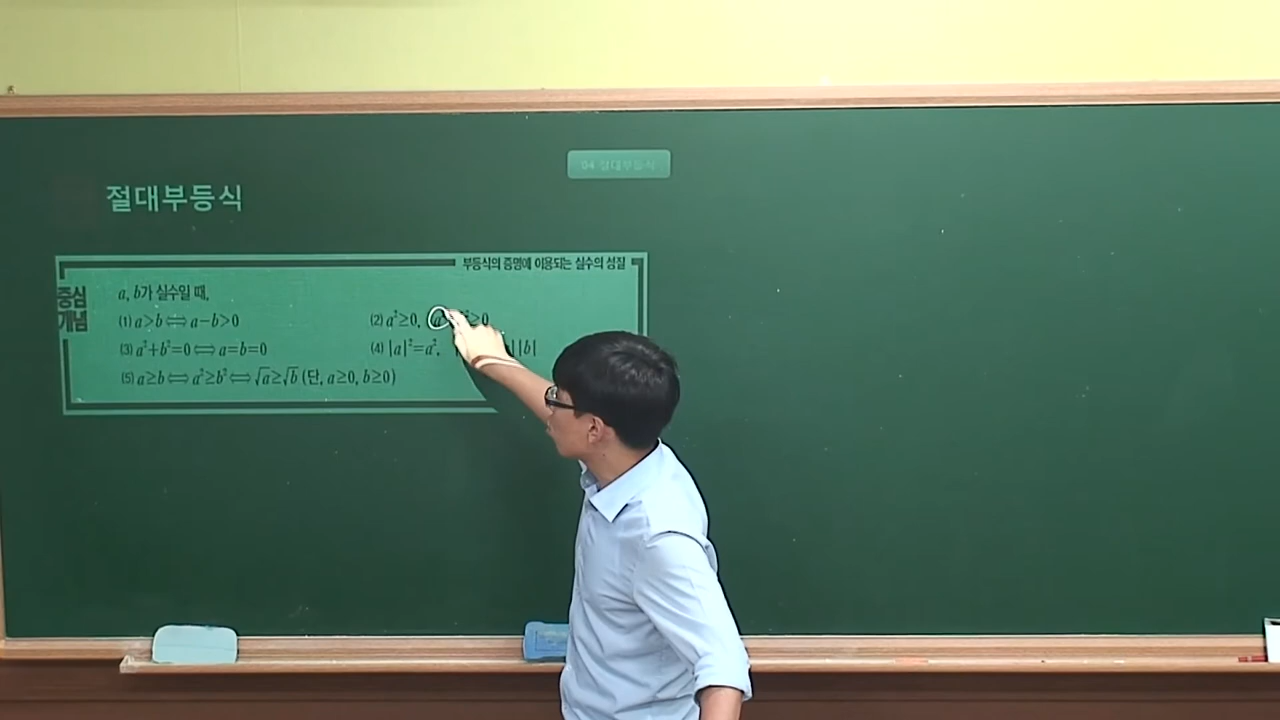 04 절대부등식
절대부등식
부등식의 증명에 이용되는 실수의 성질
중심
개념
a, b가 실수일 때,
(1) a>b ⇔ a-b>0
(2) a²≥0, a ²≥0
(3) a²+b²=0 ⇔ a=b=0
(4) |a|²=a², ||b|
(5) a≥b ⇔ a²≥b² ⇔ √a≥√b (단, a≥0, b≥0)